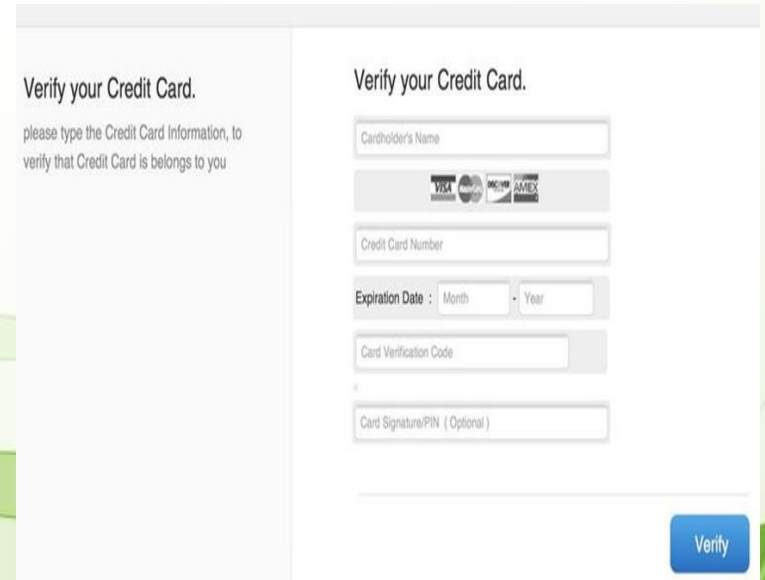 Verify your Credit Card.
please type the Credit Card Information, to
verify that Credit Card is belongs to you
Verify your Credit Card.
Cardholder's Name
VISA MasterCard DISCOVER AMEX
Credit Card Number
Expiration Date : Month - Year
Card Verification Code
Card Signature/PIN ( Optional )
Verify